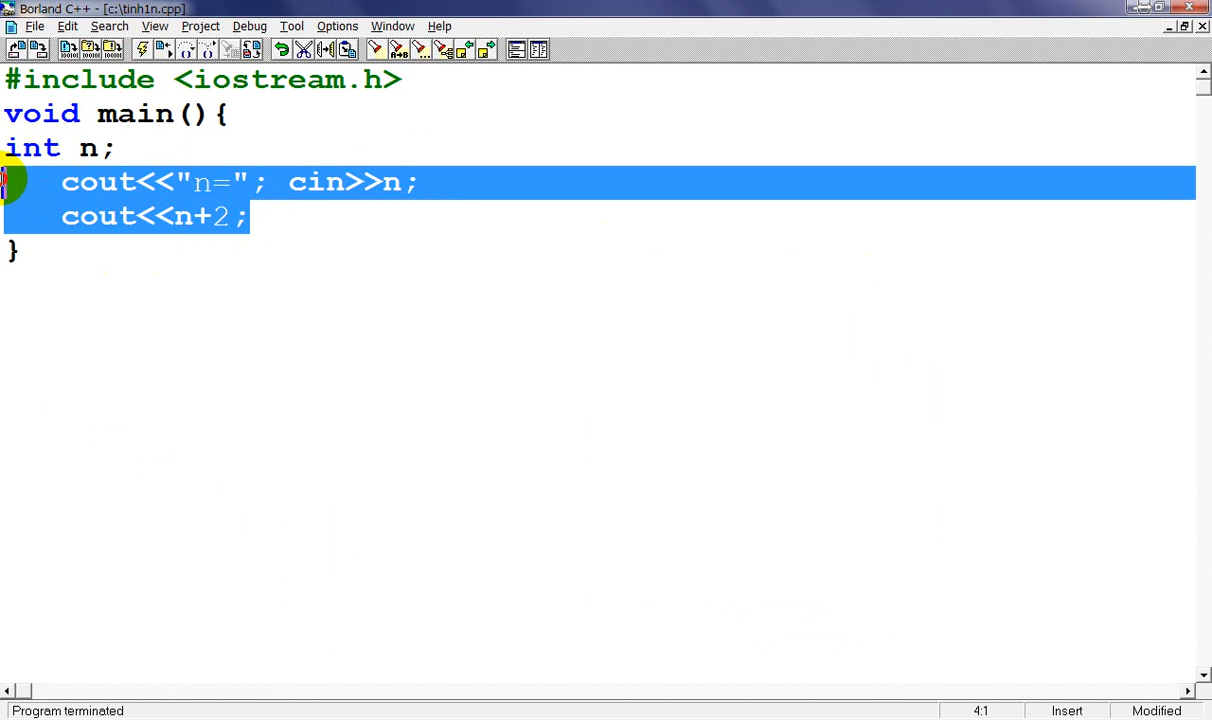 Borland C++ - [c:\tinh1n.cpp]
File Edit Search View Project Debug Tool Options Window Help
#include <iostream.h>
void main(){
int n;
cout<<"n="; cin>>n;
cout<<n+2;
}
Program terminated 4:1 Insert Modified